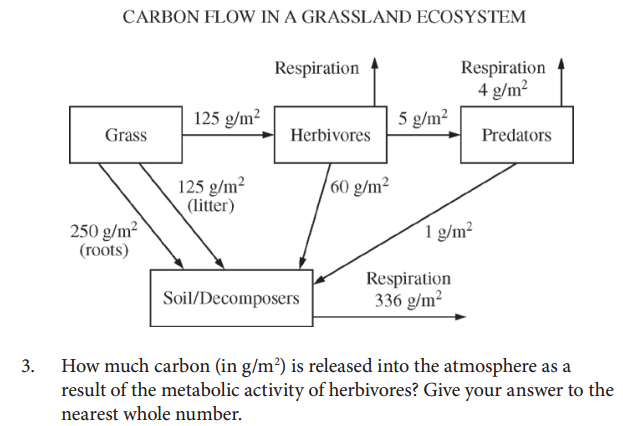 CARBON FLOW IN A GRASSLAND ECOSYSTEM
Respiration
Respiration
4 g/m²
125 g/m²
5 g/m²
Grass
Herbivores
Predators
125 g/m²
(litter)
60 g/m²
250 g/m²
(roots)
1 g/m²
Soil/Decomposers
Respiration
336 g/m²
3. How much carbon (in g/m²) is released into the atmosphere as a
result of the metabolic activity of herbivores? Give your answer to the
nearest whole number.